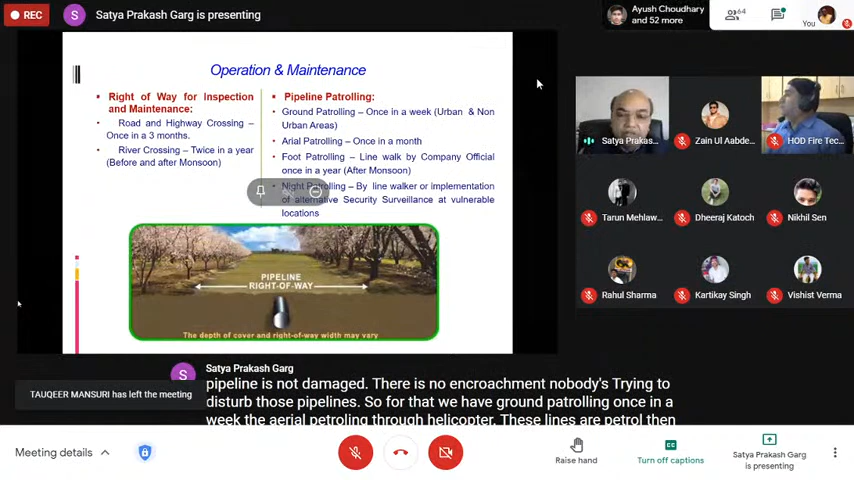 REC
S
Satya Prakash Garg is presenting
Ayush Choudhary
and 52 more
64
You
Operation & Maintenance
Right of Way for Inspection
and Maintenance:
Road and Highway Crossing –
Once in a 3 months.
River Crossing – Twice in a year
(Before and after Monsoon)
Pipeline Patrolling:
Ground Patrolling – Once in a week (Urban & Non
Urban Areas)
Arial Patrolling – Once in a month
Foot Patrolling – Line walk by Company Official
once in a year (After Monsoon)
Night Patrolling – By line walker or implementation
of alternative Security Surveillance at vulnerable
locations
PIPELINE
RIGHT-OF-WAY
The depth of cover and right-of-way width may vary
Satya Prakas...
Zain Ul Aabde...
HOD Fire Tec...
Tarun Mehlaw...
Dheeraj Katoch
Nikhil Sen
Rahul Sharma
Kartikay Singh
Vishist Verma
S
Satya Prakash Garg
pipeline is not damaged. There is no encroachment nobody's Trying to
disturb those pipelines. So for that we have ground patrolling once in a
week the aerial petroling through helicopter. These lines are petrol then
TAUQEER MANSURI has left the meeting
Meeting details
Raise hand
Turn off captions
Satya Prakash Garg
is presenting